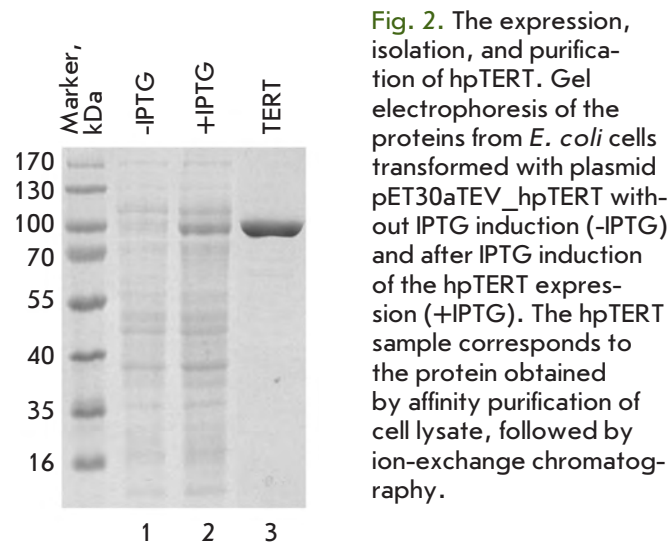 Marker,
kDa
-IPTG
+IPTG
TERT
170
130
100
70
55
40
35
16
1 2 3
Fig. 2. The expression,
isolation, and purifica-
tion of hpTERT. Gel
electrophoresis of the
proteins from E. coli cells
transformed with plasmid
pET30aTEV_hpTERT with-
out IPTG induction (-IPTG)
and after IPTG induction
of the hpTERT expres-
sion (+IPTG). The hpTERT
sample corresponds to
the protein obtained
by affinity purification of
cell lysate, followed by
ion-exchange chromatog-
raphy.